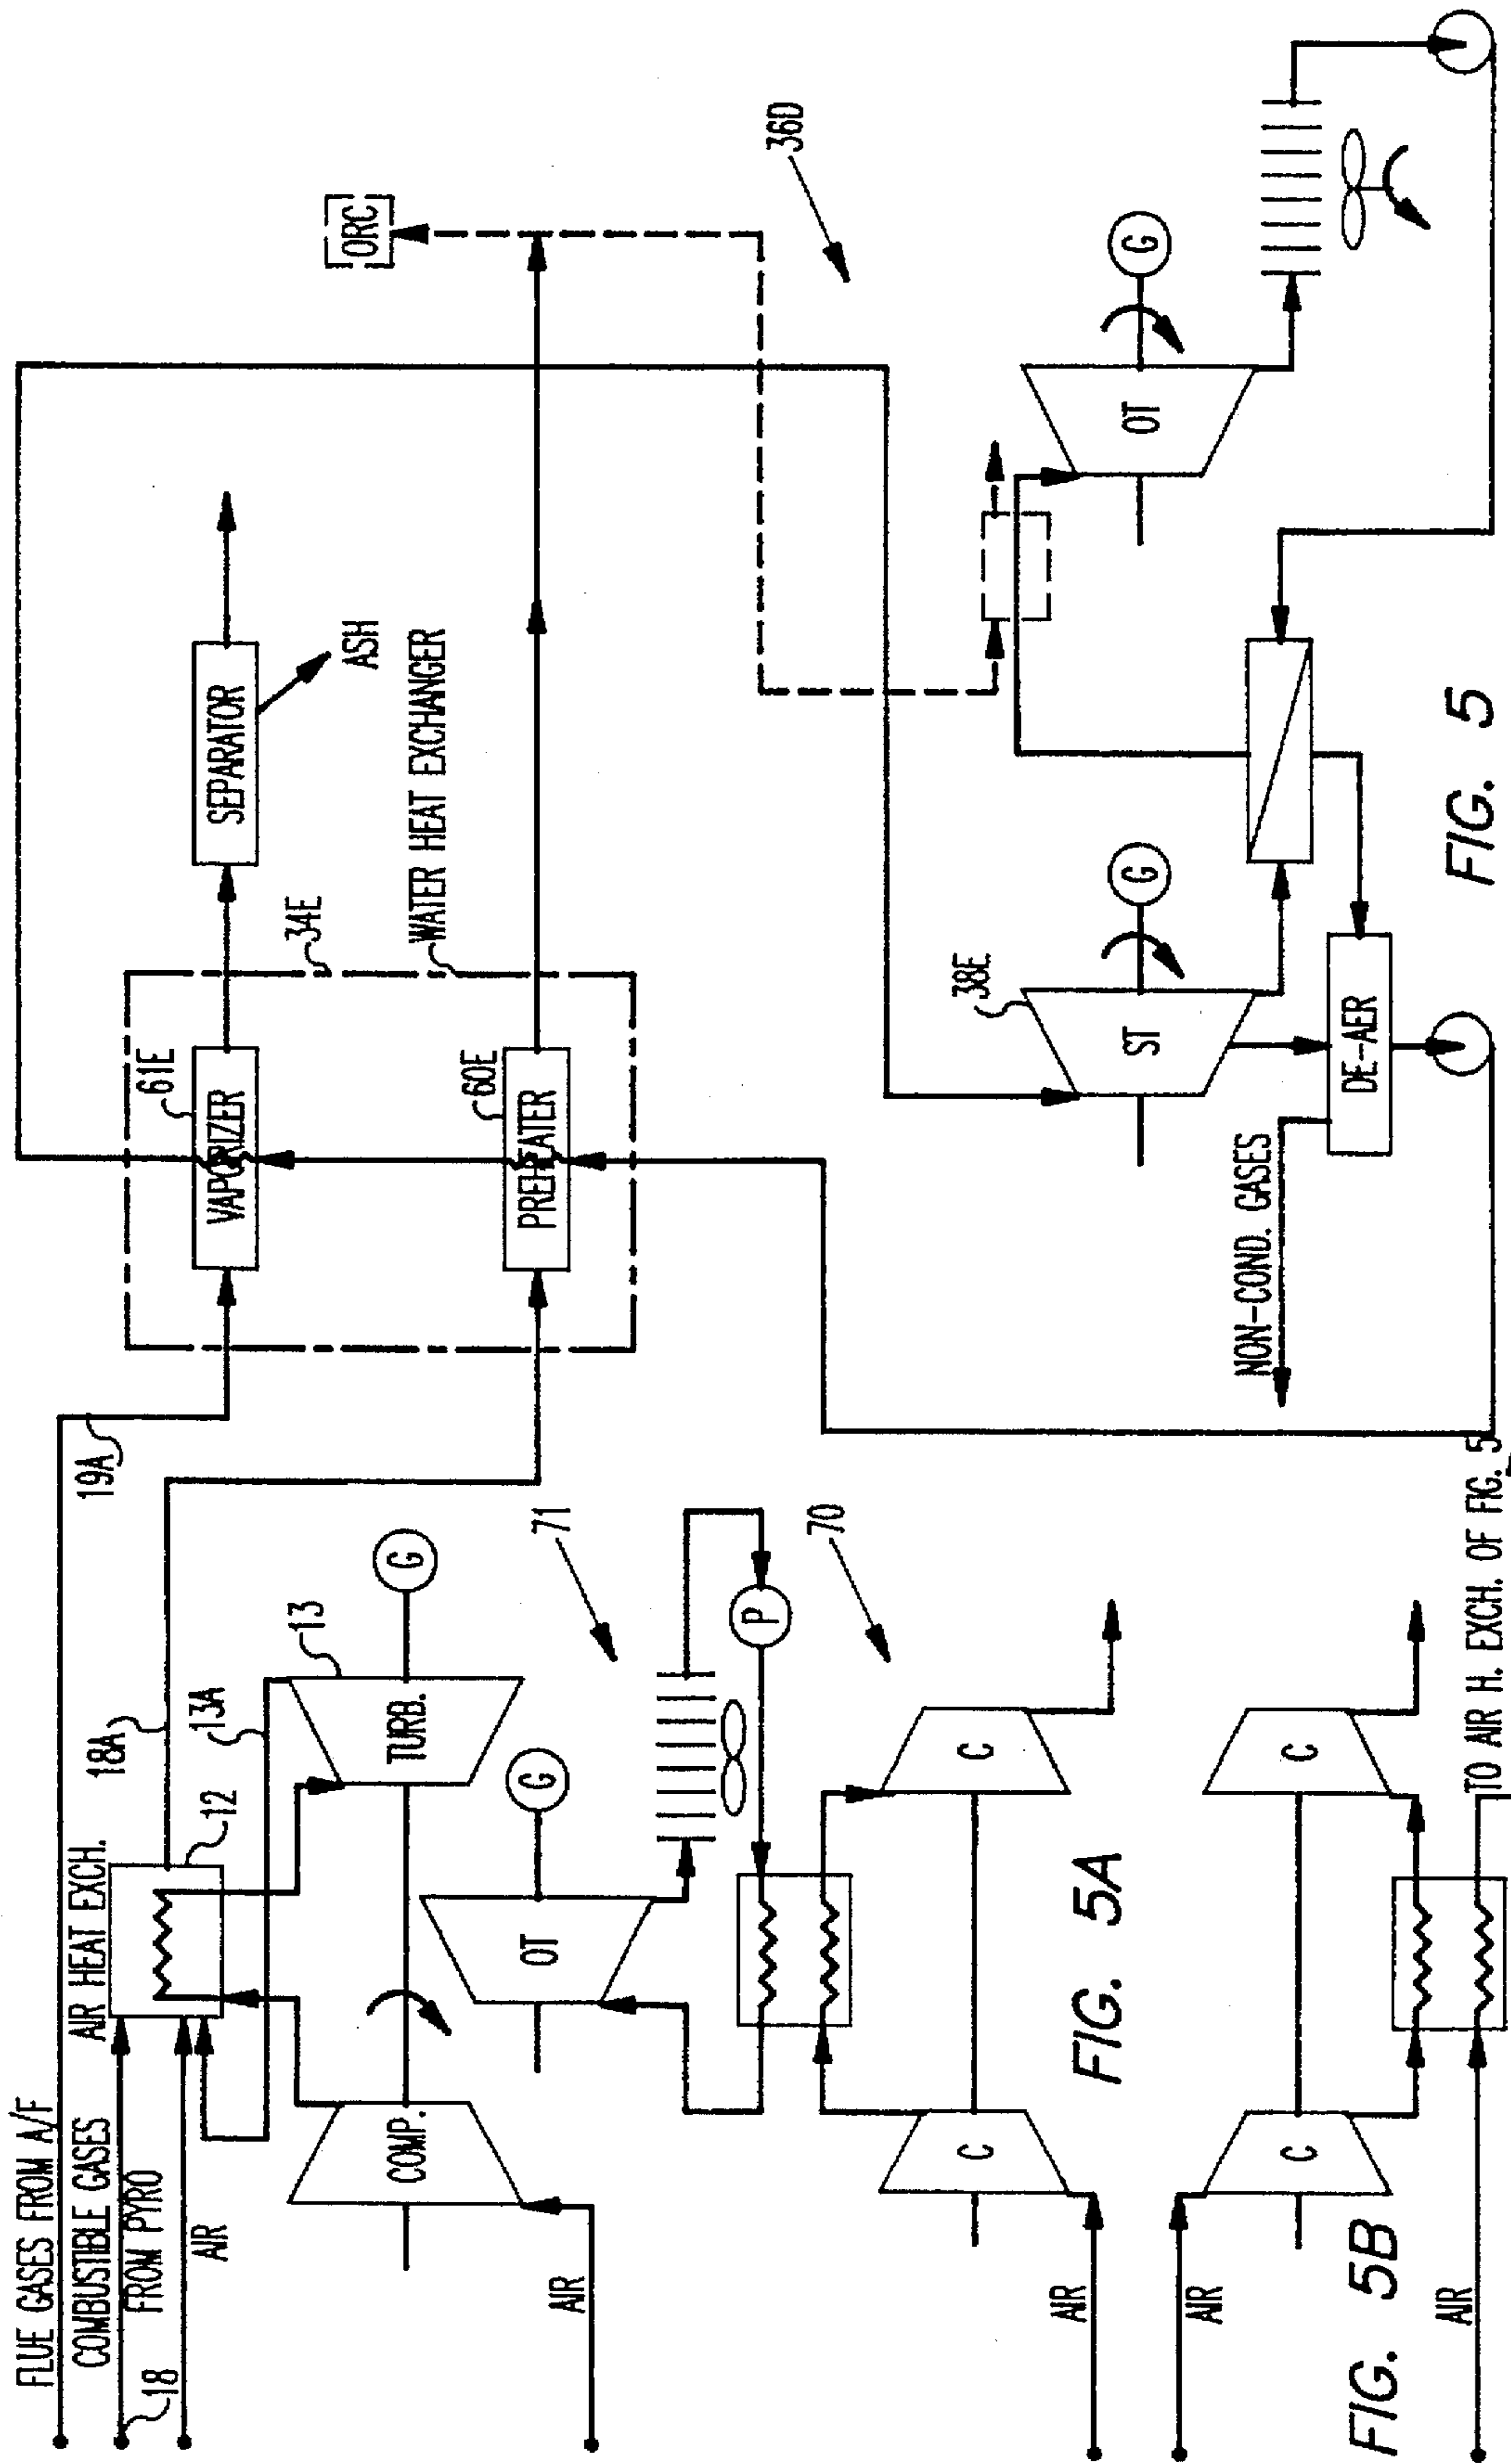 FLUE GASES FROM A/F
COMBUSTIBLE GASES
FROM PYRO
18
AIR
AIR HEAT EXCH.
12
18A
13A
13
19A
COMP.
TURB.
G
AIR
61E
VAPORIZER
34E
SEPARATOR
ASH
WATER HEAT EXCHANGER
60E
PREHEATER
ORC
36D
OT
G
71
P
70
C
C
AIR
FIG. 5A
AIR
C
C
FIG. 5B
AIR
TO AIR H. EXCH. OF FIG. 5
38E
ST
G
OT
G
NON-COND. GASES
DE-AER
FIG. 5